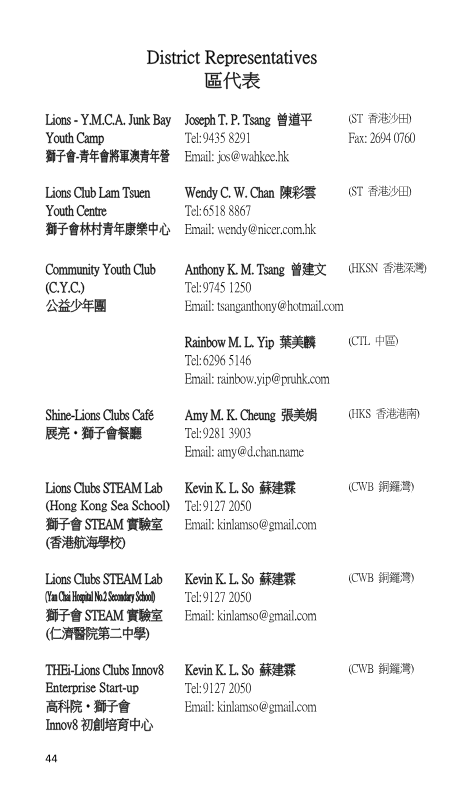 District Representatives
區代表
Lions - Y.M.C.A. Junk Bay Joseph T. P. Tsang 曾道平 (ST 香港沙田)
Youth Camp Tel: 9435 8291 Fax: 2694 0760
獅子會-青年會將軍澳青年營 Email: jos@wahkee.hk
Lions Club Lam Tsuen Wendy C. W. Chan 陳彩雲 (ST 香港沙田)
Youth Centre Tel: 6518 8867
獅子會林村青年康樂中心 Email: wendy@nicer.com.hk
Community Youth Club Anthony K. M. Tsang 曾建文 (HKSN 香港深灣)
(C.Y.C.) Tel: 9745 1250
公益少年團 Email: tsanganthony@hotmail.com
Rainbow M. L. Yip 葉美麟 (CTL 中區)
Tel: 6296 5146
Email: rainbow.yip@pruhk.com
Shine-Lions Clubs Café Amy M. K. Cheung 張美娟 (HKS 香港港南)
展亮・獅子會餐廳 Tel: 9281 3903
Email: amy@d.chan.name
Lions Clubs STEAM Lab Kevin K. L. So 蘇建霖 (CWB 銅鑼灣)
(Hong Kong Sea School) Tel: 9127 2050
獅子會 STEAM 實驗室 Email: kinlamso@gmail.com
(香港航海學校)
Lions Clubs STEAM Lab Kevin K. L. So 蘇建霖 (CWB 銅鑼灣)
(Yan Chai Hospital No.2 Secondary School) Tel: 9127 2050
獅子會 STEAM 實驗室 Email: kinlamso@gmail.com
(仁濟醫院第二中學)
THEi-Lions Clubs Innov8 Kevin K. L. So 蘇建霖 (CWB 銅鑼灣)
Enterprise Start-up Tel: 9127 2050
高科院・獅子會 Email: kinlamso@gmail.com
Innov8 初創培育中心
44